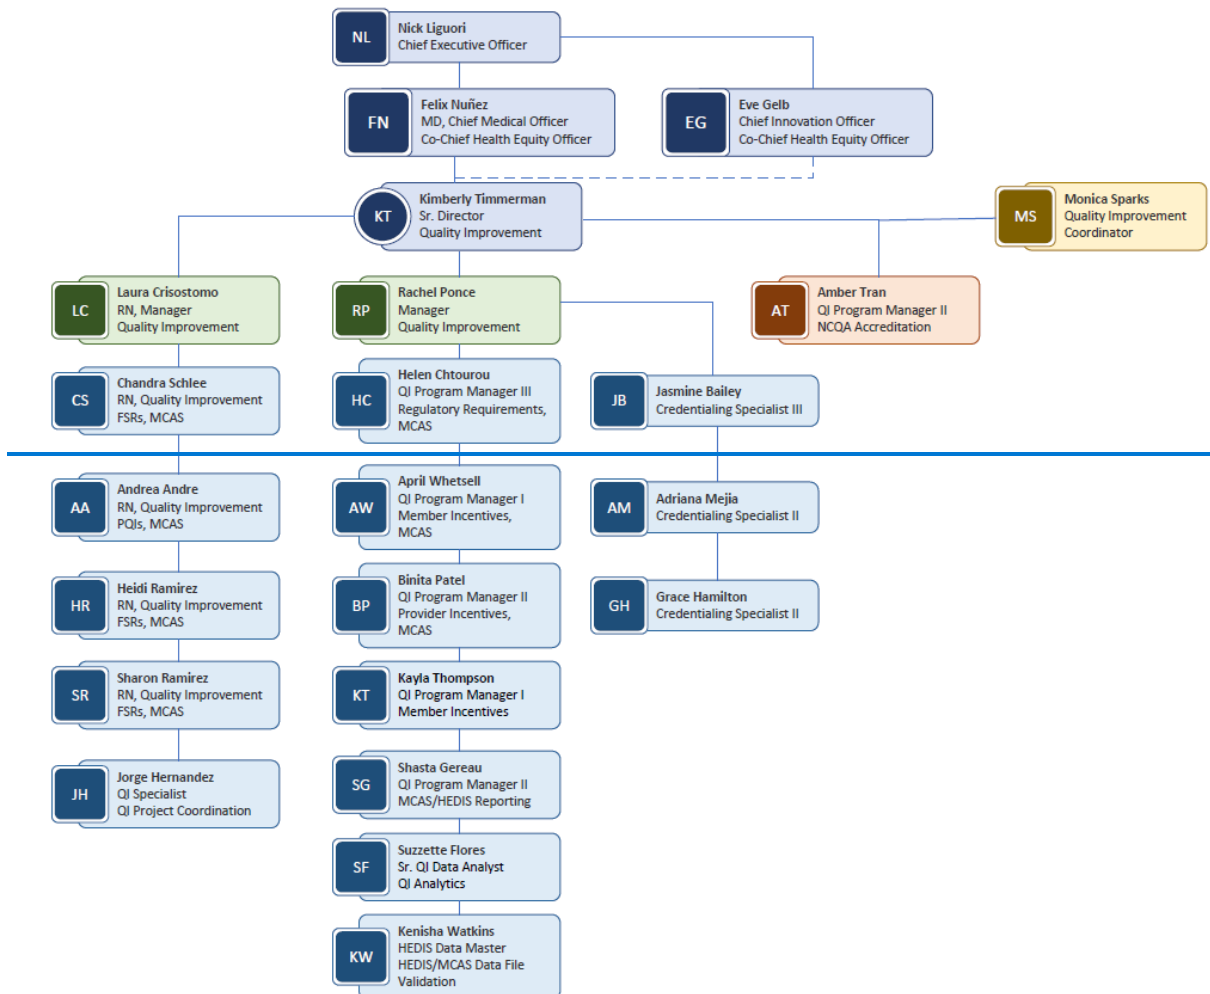 NL
Nick Liguori
Chief Executive Officer
FN
Felix Nuñez
MD, Chief Medical Officer
Co-Chief Health Equity Officer
EG
Eve Gelb
Chief Innovation Officer
Co-Chief Health Equity Officer
KT
Kimberly Timmerman
Sr. Director
Quality Improvement
MS
Monica Sparks
Quality Improvement
Coordinator
LC
Laura Crisostomo
RN, Manager
Quality Improvement
RP
Rachel Ponce
Manager
Quality Improvement
AT
Amber Tran
QI Program Manager II
NCQA Accreditation
CS
Chandra Schlee
RN, Quality Improvement
FSRs, MCAS
HC
Helen Chtourou
QI Program Manager III
Regulatory Requirements,
MCAS
JB
Jasmine Bailey
Credentialing Specialist III
AA
Andrea Andre
RN, Quality Improvement
PQIs, MCAS
AW
April Whetsell
QI Program Manager I
Member Incentives,
MCAS
AM
Adriana Mejia
Credentialing Specialist II
HR
Heidi Ramirez
RN, Quality Improvement
FSRs, MCAS
BP
Binita Patel
QI Program Manager II
Provider Incentives,
MCAS
GH
Grace Hamilton
Credentialing Specialist II
SR
Sharon Ramirez
RN, Quality Improvement
FSRs, MCAS
KT
Kayla Thompson
QI Program Manager I
Member Incentives
JH
Jorge Hernandez
QI Specialist
QI Project Coordination
SG
Shasta Gereau
QI Program Manager II
MCAS/HEDIS Reporting
SF
Suzzette Flores
Sr. QI Data Analyst
QI Analytics
KW
Kenisha Watkins
HEDIS Data Master
HEDIS/MCAS Data File
Validation